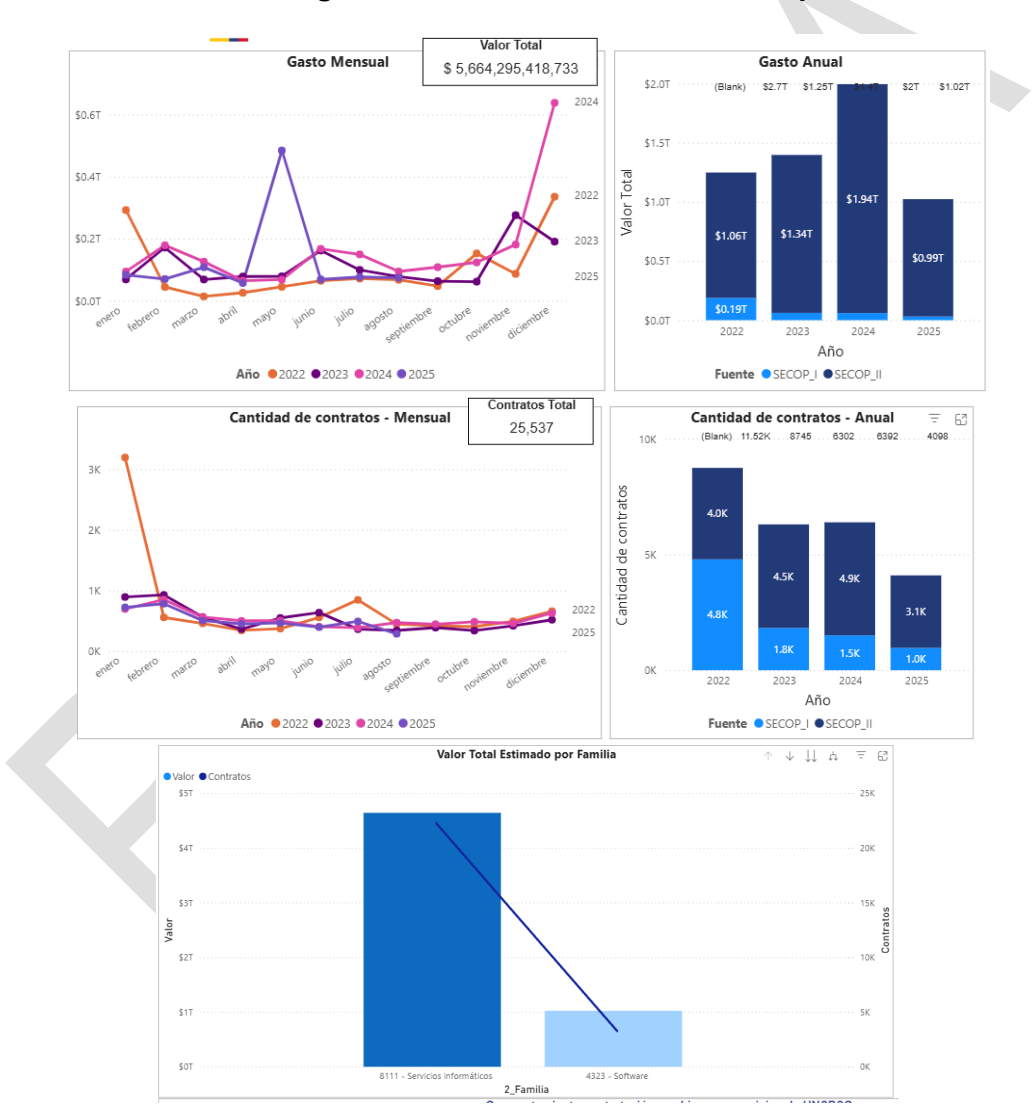 Valor Total
$ 5,664,295,418,733
Gasto Mensual
$0.6T
$0.4T
$0.2T
$0.0T
2024
2022
2023
2025
enero febrero marzo abril mayo junio julio agosto septiembre octubre noviembre diciembre
Año 2022 2023 2024 2025
Gasto Anual
(Blank) $2.7T $1.25T $1.4T $2T $1.02T
Valor Total
$2.0T
$1.5T
$1.0T
$0.5T
$0.0T
$1.06T $1.34T $1.94T $0.99T
$0.19T
2022 2023 2024 2025
Año
Fuente SECOP_I SECOP_II
Contratos Total
25,537
Cantidad de contratos - Mensual
3K
2K
1K
0K
2022
2025
enero febrero marzo abril mayo junio julio agosto septiembre octubre noviembre diciembre
Año 2022 2023 2024 2025
Cantidad de contratos - Anual
(Blank) 11.52K 8745 6302 6392 4098
Cantidad de contratos
10K
5K
0K
4.0K 4.5K 4.9K 3.1K
4.8K 1.8K 1.5K 1.0K
2022 2023 2024 2025
Año
Fuente SECOP_I SECOP_II
Valor Total Estimado por Familia
Valor Contratos
Valor
$5T
$4T
$3T
$2T
$1T
$0T
25K
20K
15K
10K
5K
0K
Contratos
8111 - Servicios informáticos 4323 - Software
2_Familia